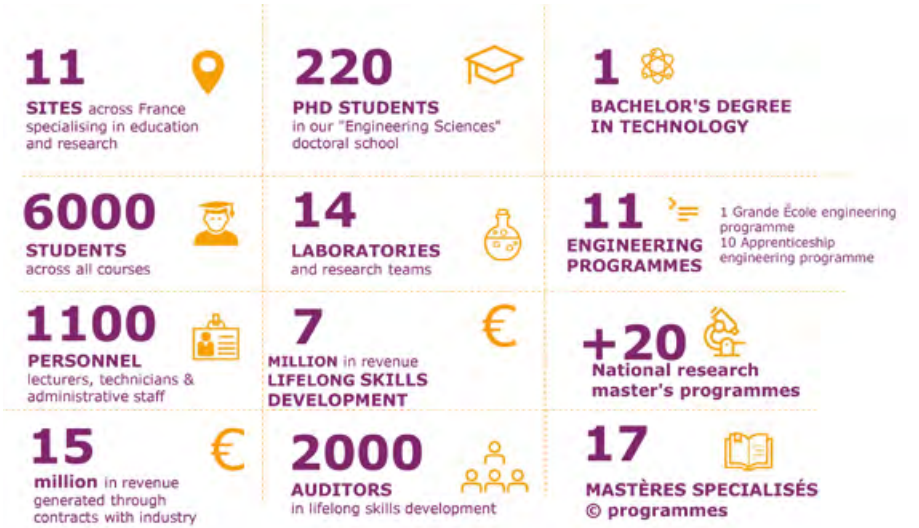 11
SITES across France
specialising in education
and research
220
PHD STUDENTS
in our "Engineering Sciences"
doctoral school
1
BACHELOR'S DEGREE
IN TECHNOLOGY
6000
STUDENTS
across all courses
14
LABORATORIES
and research teams
11
ENGINEERING
PROGRAMMES
1 Grande École engineering
programme
10 Apprenticeship
engineering programme
1100
PERSONNEL
lecturers, technicians &
administrative staff
7
€
MILLION in revenue
LIFELONG SKILLS
DEVELOPMENT
+20
National research
master's programmes
15
€
million in revenue
generated through
contracts with industry
2000
AUDITORS
in lifelong skills development
17
MASTÈRES SPECIALISÉS
© programmes